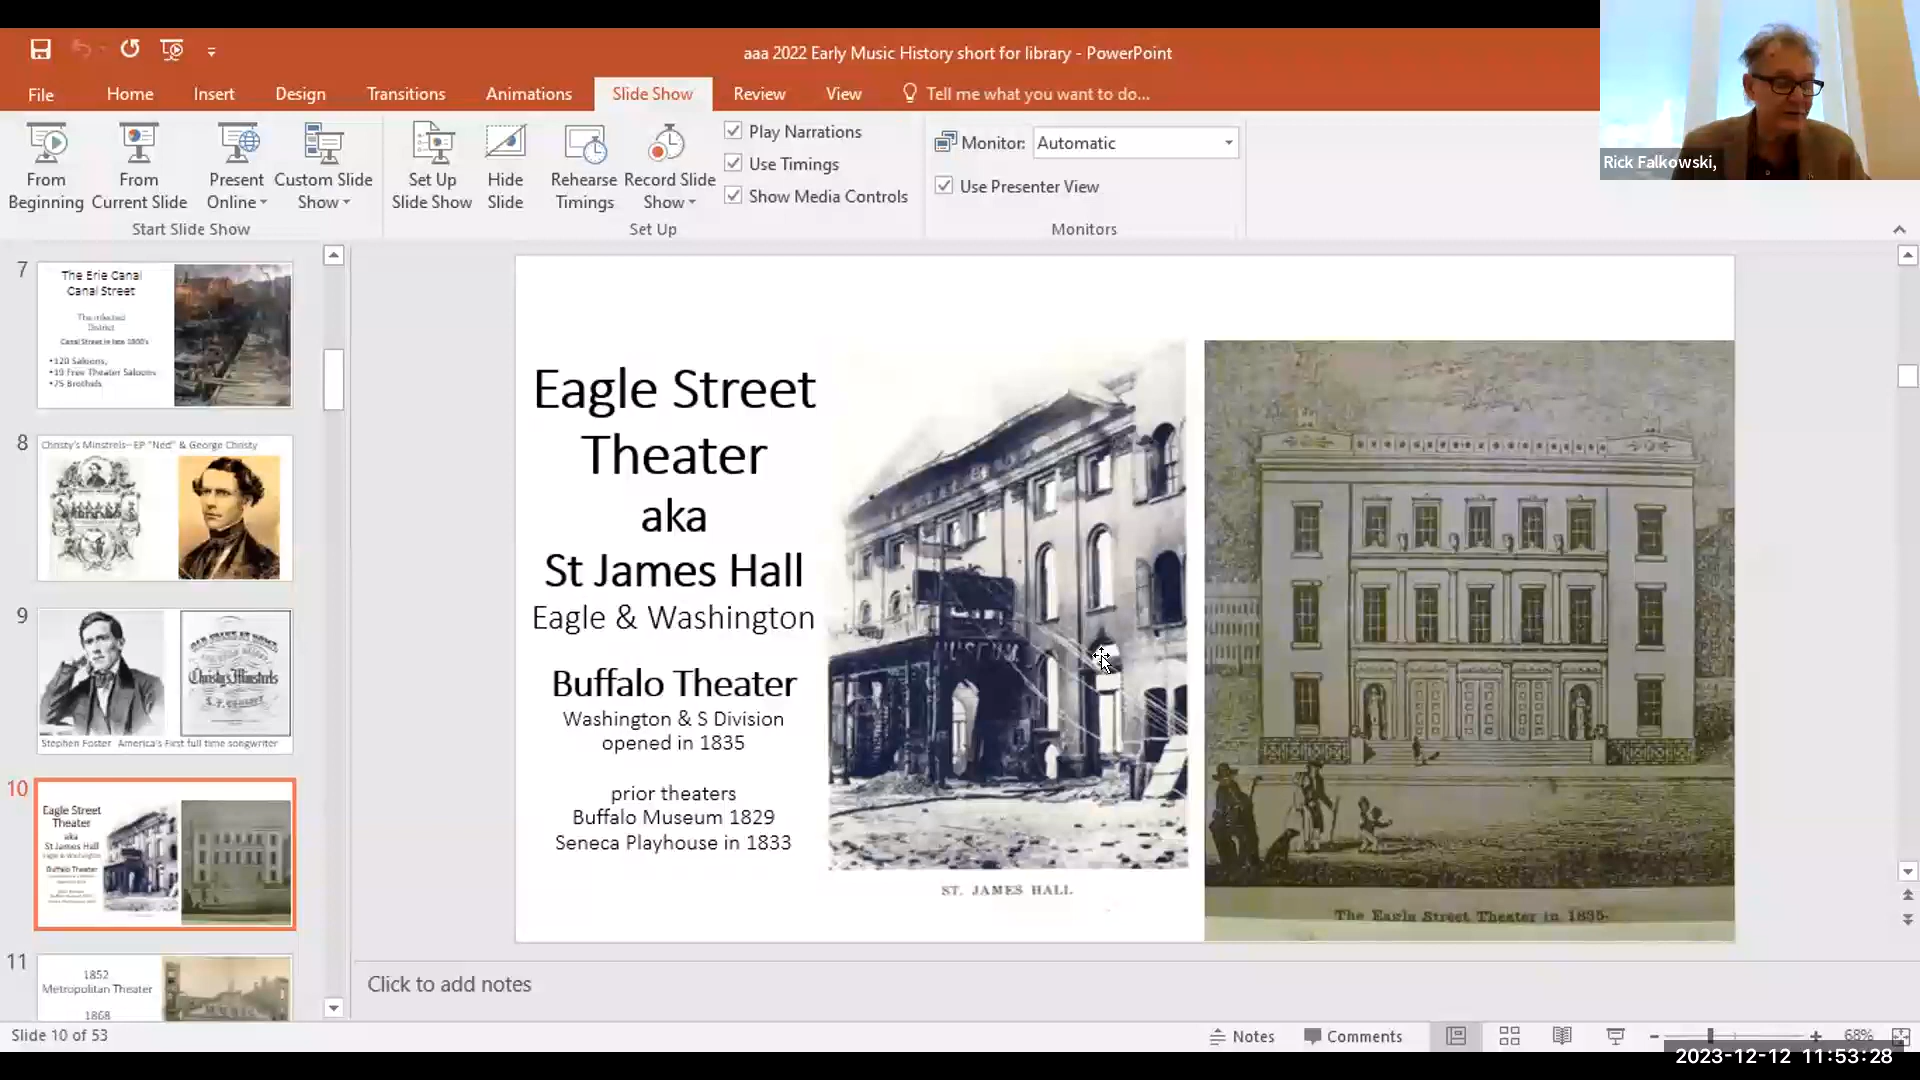 aaa 2022 Early Music History short for library - PowerPoint
File Home Insert Design Transitions Animations Slide Show Review View Tell me what you want to do...
From Beginning
From Current Slide
Present Online
Custom Slide Show
Start Slide Show
Set Up Slide Show
Hide Slide
Rehearse Timings
Record Slide Show
Play Narrations
Use Timings
Show Media Controls
Set Up
Monitor: Automatic
Use Presenter View
Monitors
Rick Falkowski,
7
The Erie Canal
Canal Street
The Infected
District
Canal Street in late 1800's
•120 Saloons,
•19 Free Theater Saloons
•75 Brothels
8
Christy's Minstrels--EP "Ned" & George Christy
9
Christy's Minstrels
Stephen Foster America's First full time songwriter
10
Eagle Street
Theater
aka
St James Hall
Eagle & Washington
Buffalo Theater
11
1852
Metropolitan Theater
1868
Eagle Street
Theater
aka
St James Hall
Eagle & Washington
Buffalo Theater
Washington & S Division
opened in 1835
prior theaters
Buffalo Museum 1829
Seneca Playhouse in 1833
MUSEUM
ST. JAMES HALL
The Eagle Street Theater in 1835.
Click to add notes
Slide 10 of 53
Notes Comments 68%
2023-12-12 11:53:28